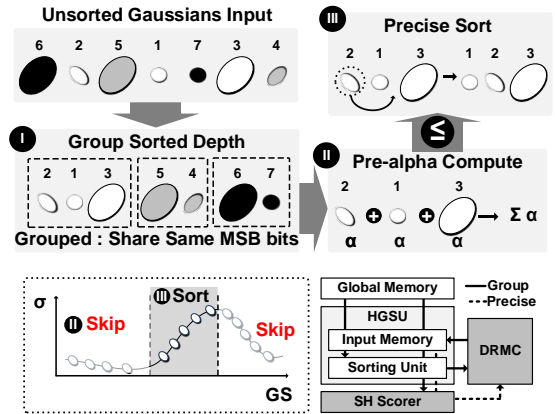 Unsorted Gaussians Input
6 2 5 1 7 3 4
I Group Sorted Depth
2 1 3 5 4 6 7
Grouped : Share Same MSB bits
III Precise Sort
2 1 3 1 2 3
≤
II Pre-alpha Compute
2 1 3
+ + Σ α
α α α
σ
II Skip
III Sort
Skip
GS
Global Memory
HGSU
Input Memory
Sorting Unit
SH Scorer
DRMC
Group
Precise